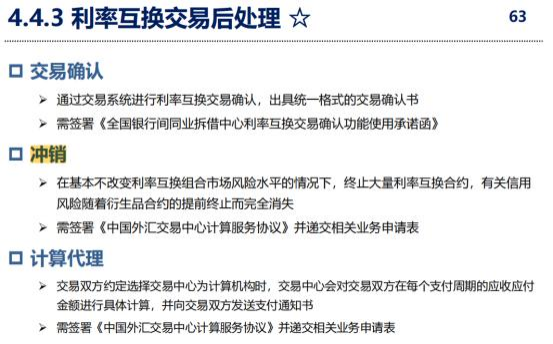 4.4.3 利率互换交易后处理 ☆
63
交易确认
通过交易系统进行利率互换交易确认，出具统一格式的交易确认书
需签署《全国银行间同业拆借中心利率互换交易确认功能使用承诺函》
冲销
在基本不改变利率互换组合市场风险水平的情况下，终止大量利率互换合约，有关信用
风险随着衍生品合约的提前终止而完全消失
需签署《中国外汇交易中心计算服务协议》并递交相关业务申请表
计算代理
交易双方约定选择交易中心为计算机构时，交易中心会对交易双方在每个支付周期的应收应付
金额进行具体计算，并向交易双方发送支付通知书
需签署《中国外汇交易中心计算服务协议》并递交相关业务申请表